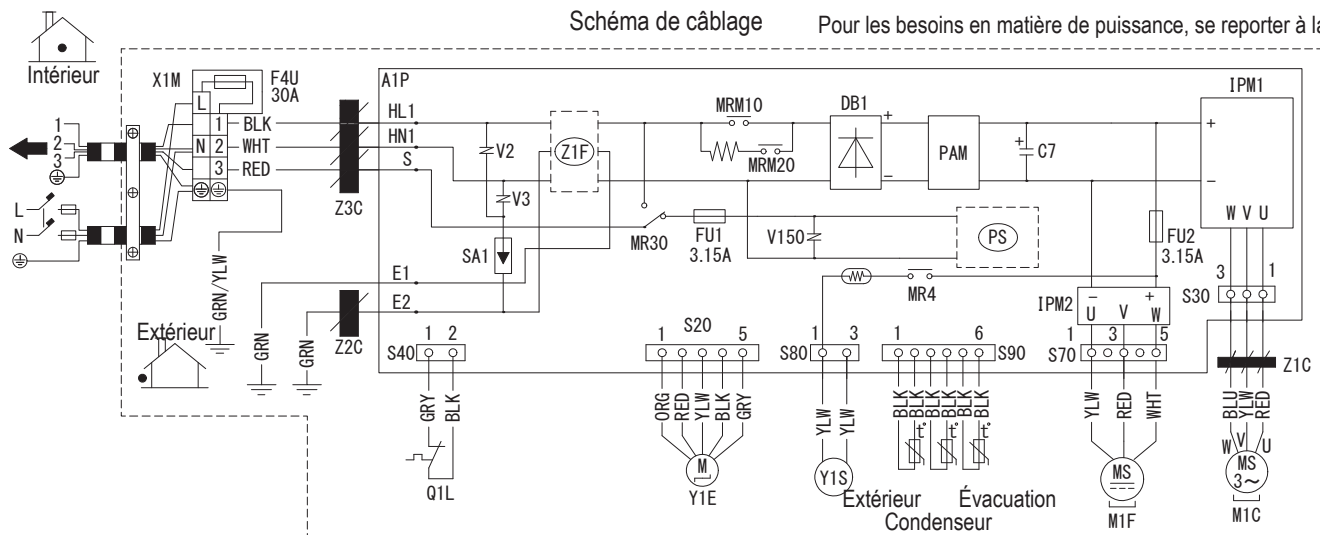 Schéma de câblage
Pour les besoins en matière de puissance, se reporter à la
Intérieur
X1M
F4U
30A
A1P
IPM1
L
HL1
MRM10
DB1
1
1
BLK
+
+
2
N
2
WHT
HN1
Z1F
PAM
C7
3
3
RED
S
V2
MRM20
-
-
L
V3
N
Z3C
W V U
MR30
FU1
3.15A
V150
PS
FU2
3.15A
SA1
E1
MR4
3
1
S30
GRN/YLW
E2
IPM2
-
+
U
V
W
Extérieur
GRN
Z2C
GRN
S40
1
2
S20
1
5
S80
1
3
1
6
S90
S70
1
3
5
Z1C
GRY
BLK
ORG
RED
YLW
BLK
GRY
YLW
YLW
BLK
BLK
BLK
BLK
BLK
BLK
YLW
RED
WHT
BLU
YLW
RED
t°
t°
t°
W
V
U
M
Y1S
MS
MS
3~
Q1L
Y1E
Extérieur
Évacuation
Condenseur
M1F
M1C